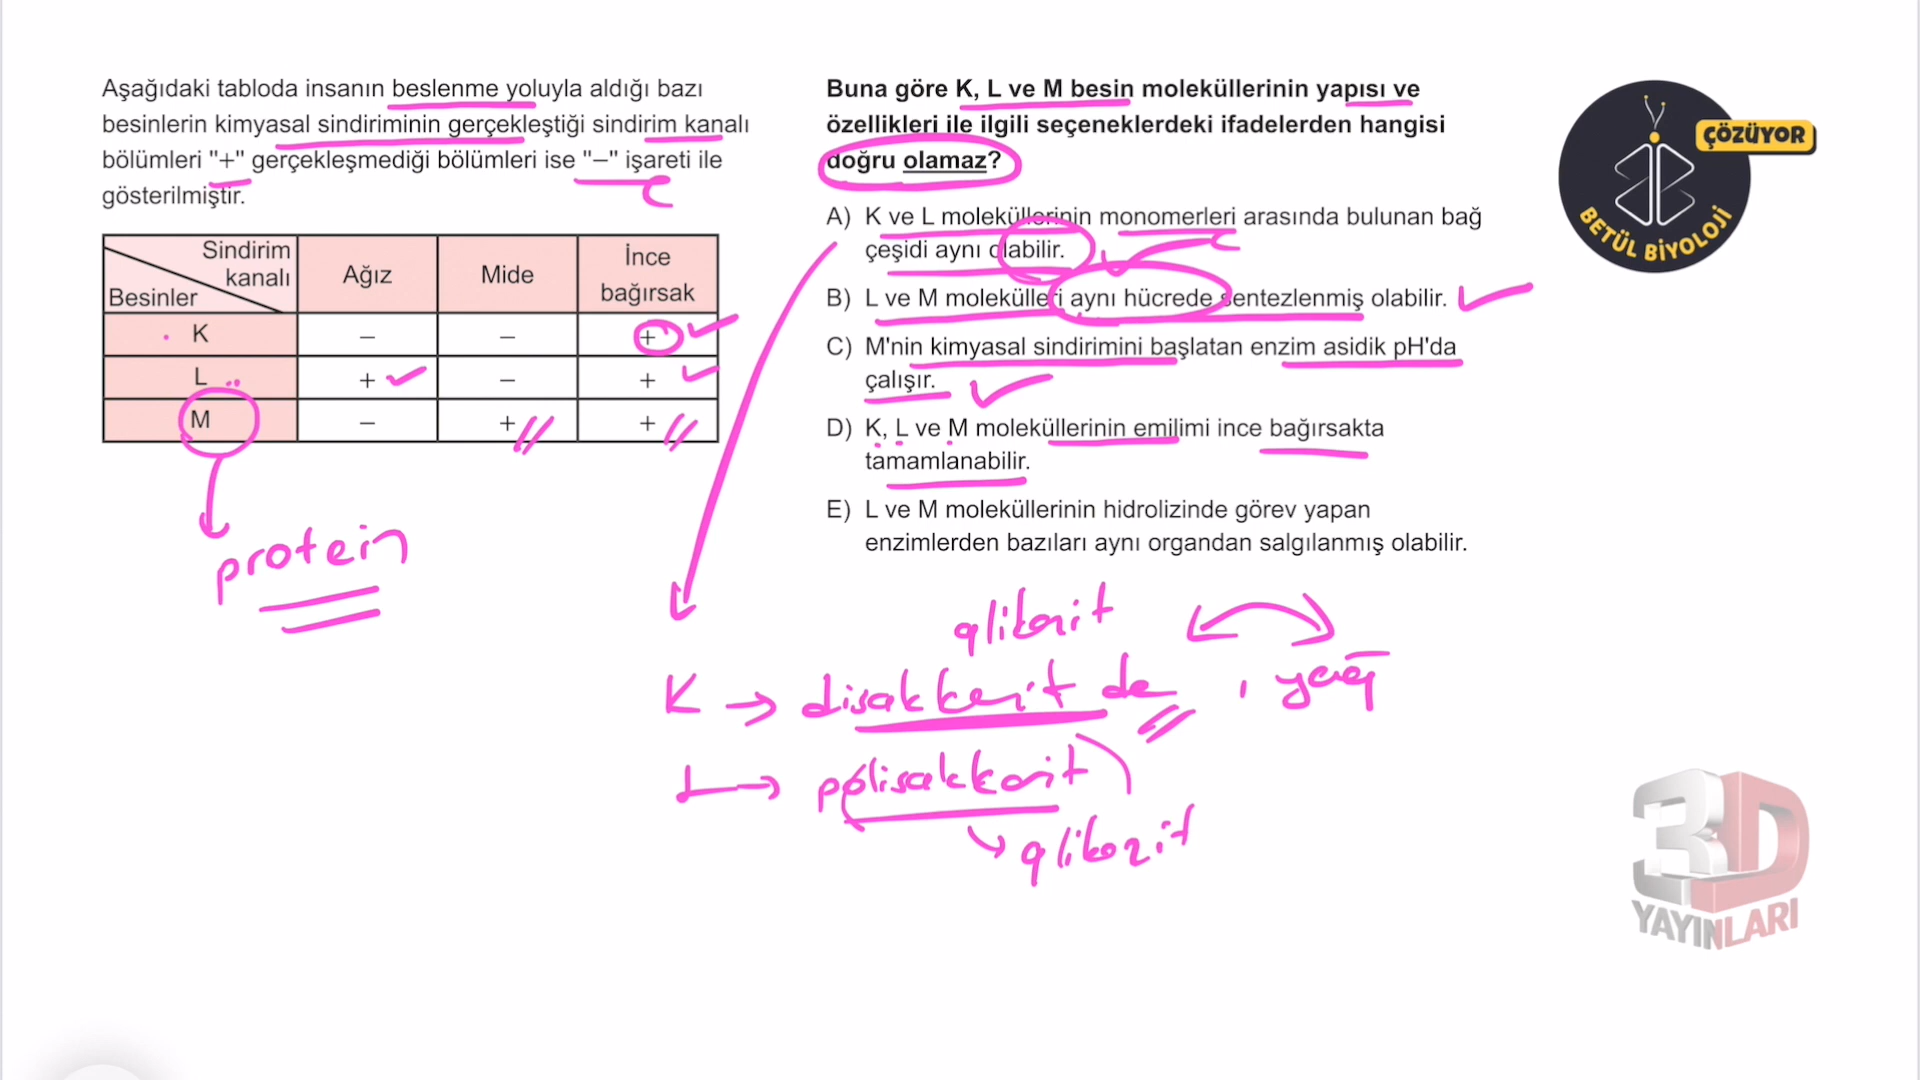 Aşağıdaki tabloda insanın beslenme yoluyla aldığı bazı
besinlerin kimyasal sindiriminin gerçekleştiği sindirim kanalı
bölümleri "+" gerçekleşmediği bölümleri ise "–" işareti ile
gösterilmiştir.
Sindirim
kanalı
Besinler
Ağız
Mide
İnce
bağırsak
K – – +
L + – +
M – + +
protein
Buna göre K, L ve M besin moleküllerinin yapısı ve
özellikleri ile ilgili seçeneklerdeki ifadelerden hangisi
doğru olamaz?
A) K ve L moleküllerinin monomerleri arasında bulunan bağ
çeşidi aynı olabilir.
B) L ve M molekülleri aynı hücrede sentezlenmiş olabilir.
C) M'nin kimyasal sindirimini başlatan enzim asidik pH'da
çalışır.
D) K, L ve M moleküllerinin emilimi ince bağırsakta
tamamlanabilir.
E) L ve M moleküllerinin hidrolizinde görev yapan
enzimlerden bazıları aynı organdan salgılanmış olabilir.
glikozit
K → disakkarit de , yağ
L → polisakkarit
glikozit
ÇÖZÜYOR
BETÜL BİYOLOJİ
3D
YAYINLARI